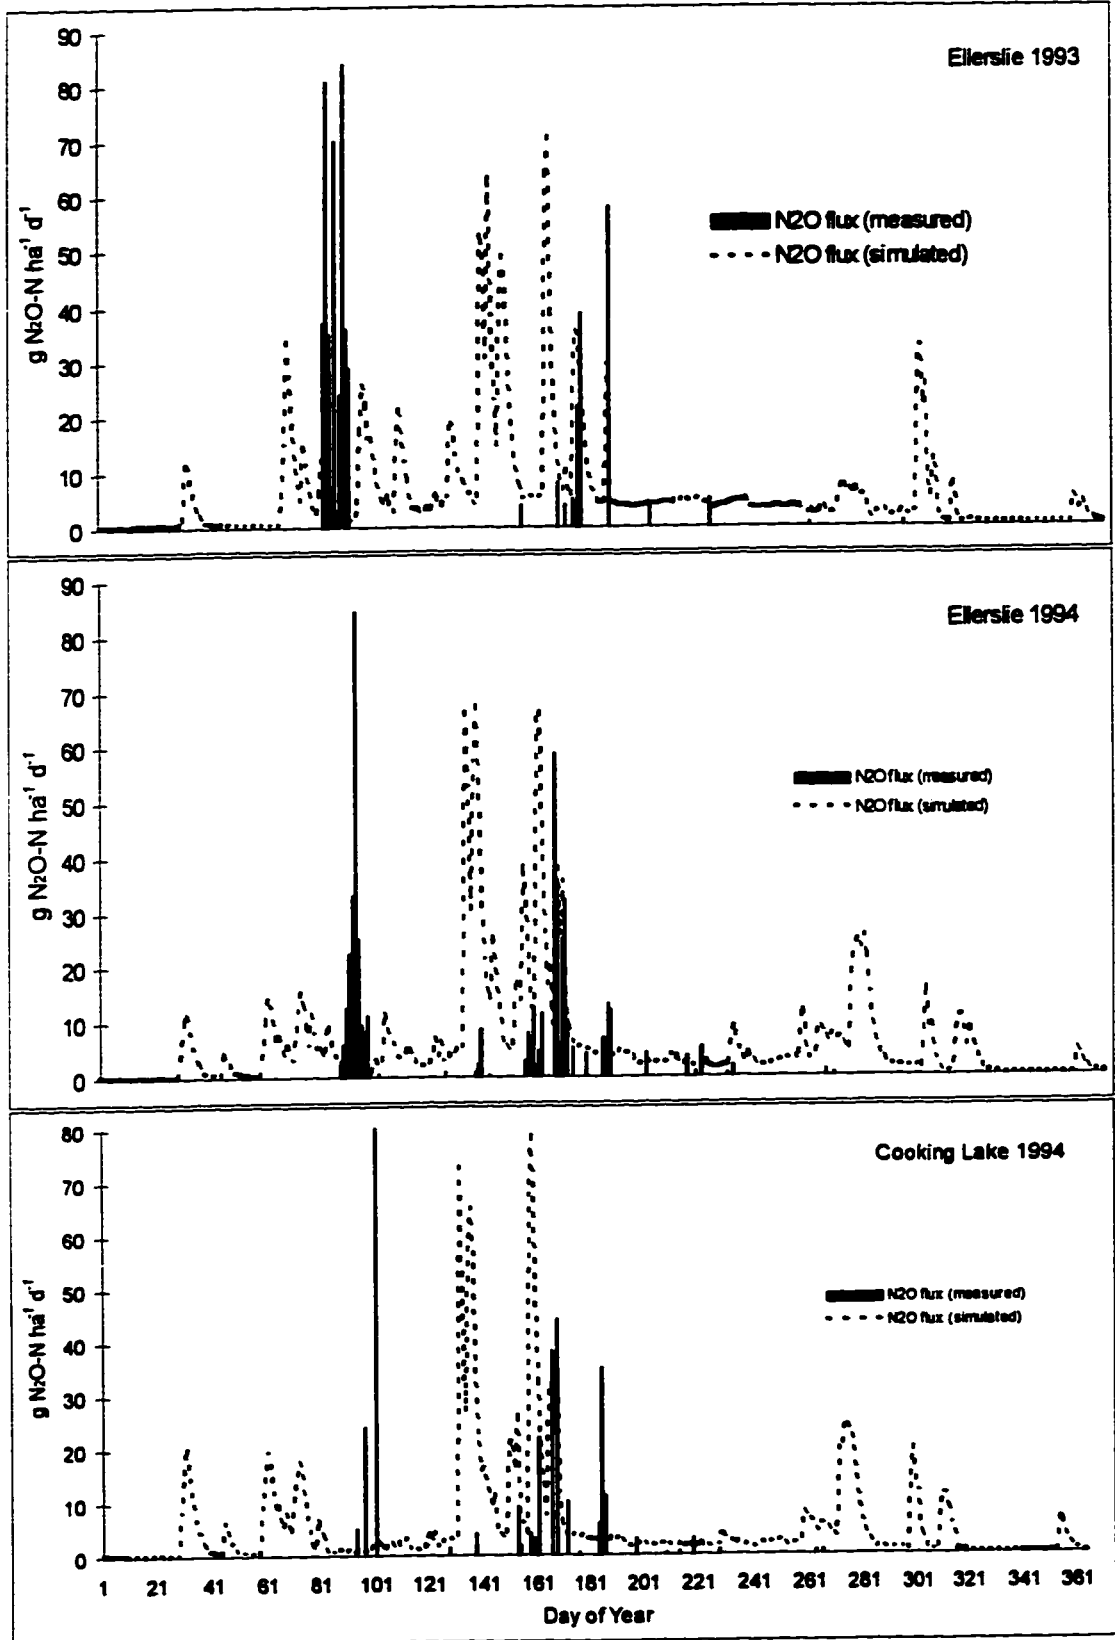 90
80
70
60
50
40
30
20
10
0
g N2O-N ha-1 d-1
Ellerslie 1993
N2O flux (measured)
N2O flux (simulated)
90
80
70
60
50
40
30
20
10
0
g N2O-N ha-1 d-1
Ellerslie 1994
N2O flux (measured)
N2O flux (simulated)
80
70
60
50
40
30
20
10
0
g N2O-N ha-1 d-1
Cooking Lake 1994
N2O flux (measured)
N2O flux (simulated)
1 21 41 61 81 101 121 141 161 181 201 221 241 261 281 301 321 341 361
Day of Year